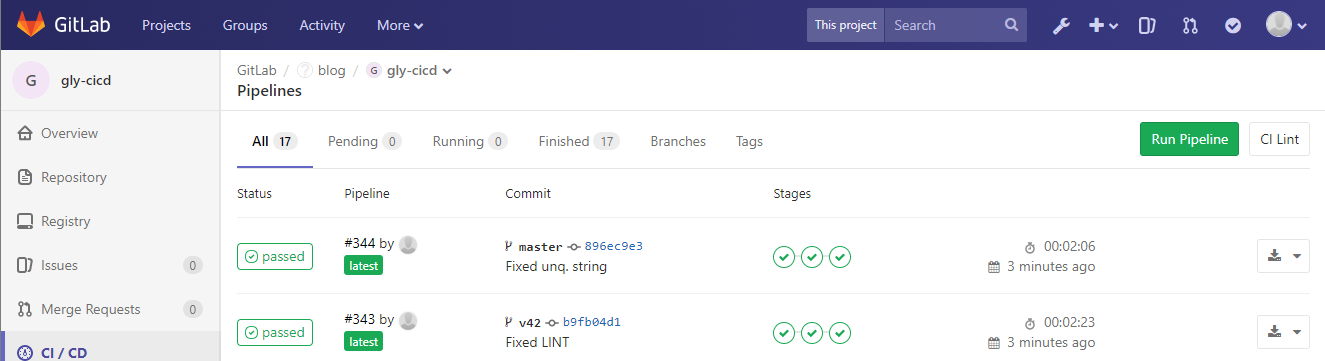 GitLab Projects Groups Activity More This project Search
G gly-cicd
GitLab / blog / G gly-cicd
Pipelines
Overview
Repository
Registry
Issues 0
Merge Requests 0
CI / CD
All 17 Pending 0 Running 0 Finished 17 Branches Tags Run Pipeline CI Lint
Status Pipeline Commit Stages
passed #344 by master 896ec9e3 00:02:06
latest Fixed unq. string 3 minutes ago
passed #343 by v42 b9fb04d1 00:02:23
latest Fixed LINT 3 minutes ago